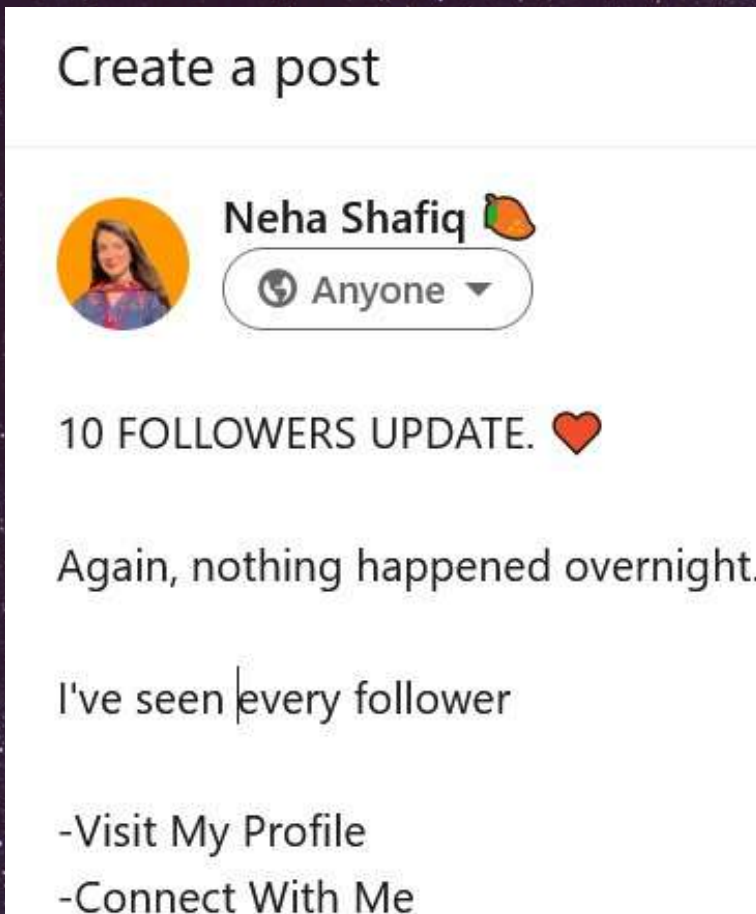 Create a post
Neha Shafiq 🥭
Anyone
10 FOLLOWERS UPDATE. ❤️
Again, nothing happened overnight.
I've seen every follower
-Visit My Profile
-Connect With Me